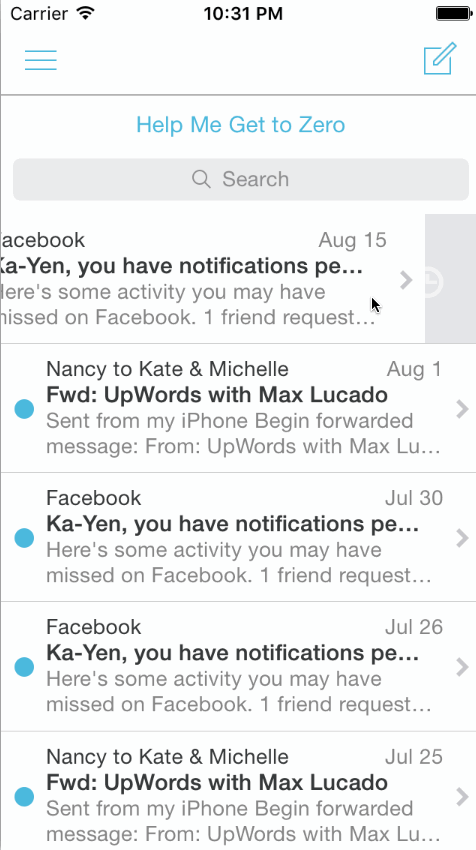 Carrier 10:31 PM
Help Me Get to Zero
Search
acebook Aug 15
Ka-Yen, you have notifications pe...
Here's some activity you may have
missed on Facebook. 1 friend request...
Nancy to Kate & Michelle Aug 1
Fwd: UpWords with Max Lucado
Sent from my iPhone Begin forwarded
message: From: UpWords with Max Lu...
Facebook Jul 30
Ka-Yen, you have notifications pe...
Here's some activity you may have
missed on Facebook. 1 friend request...
Facebook Jul 26
Ka-Yen, you have notifications pe...
Here's some activity you may have
missed on Facebook. 1 friend request...
Nancy to Kate & Michelle Jul 25
Fwd: UpWords with Max Lucado
Sent from my iPhone Begin forwarded
message: From: UpWords with Max Lu...